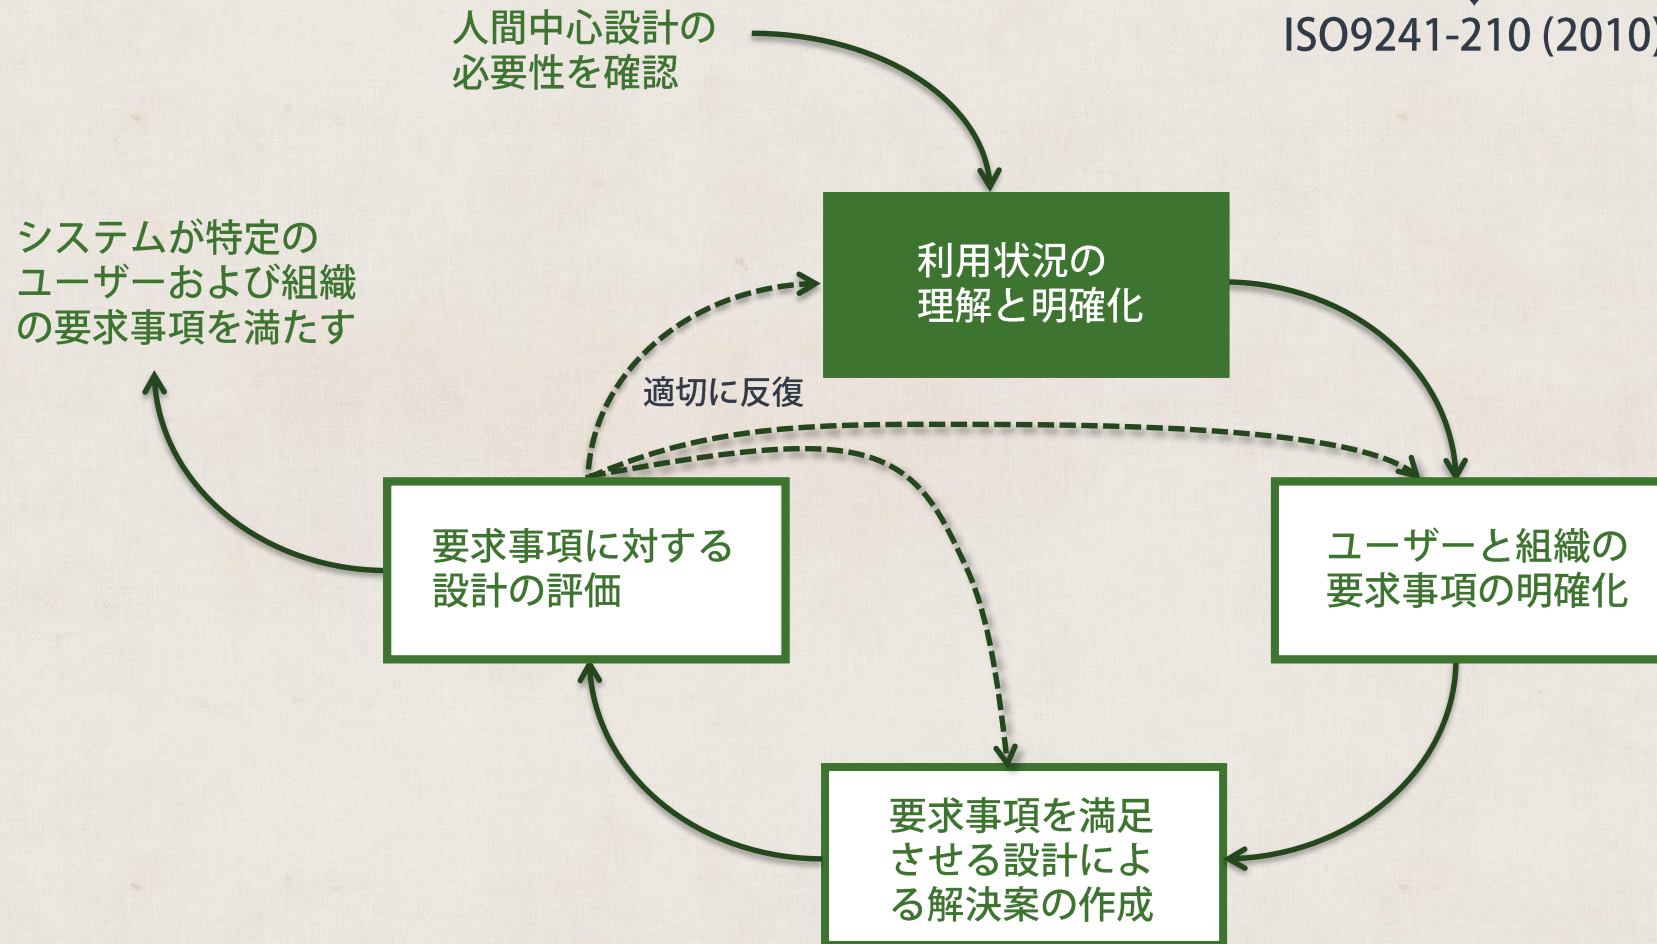 人間中心設計の
必要性を確認
ISO9241-210 (2010)
システムが特定の
ユーザーおよび組織
の要求事項を満たす
利用状況の
理解と明確化
適切に反復
要求事項に対する
設計の評価
ユーザーと組織の
要求事項の明確化
要求事項を満足
させる設計によ
る解決案の作成